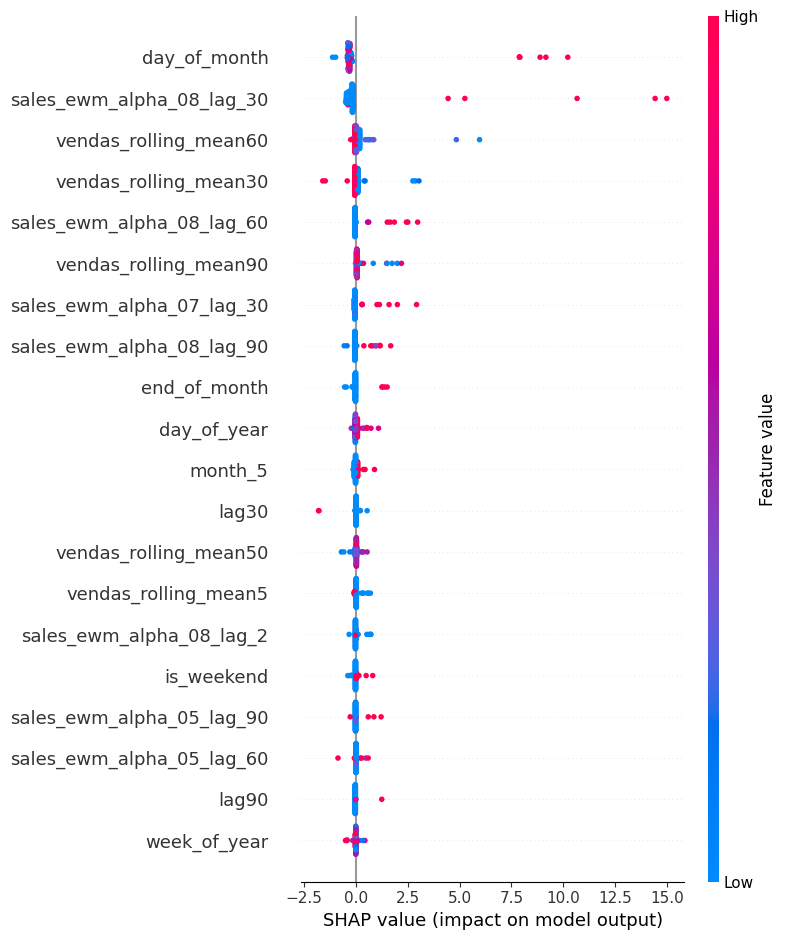 High
day_of_month
sales_ewm_alpha_08_lag_30
vendas_rolling_mean60
vendas_rolling_mean30
sales_ewm_alpha_08_lag_60
vendas_rolling_mean90
sales_ewm_alpha_07_lag_30
sales_ewm_alpha_08_lag_90
end_of_month
day_of_year
month_5
lag30
vendas_rolling_mean50
vendas_rolling_mean5
sales_ewm_alpha_08_lag_2
is_weekend
sales_ewm_alpha_05_lag_90
sales_ewm_alpha_05_lag_60
lag90
week_of_year
Feature value
Low
−2.5 0.0 2.5 5.0 7.5 10.0 12.5 15.0
SHAP value (impact on model output)